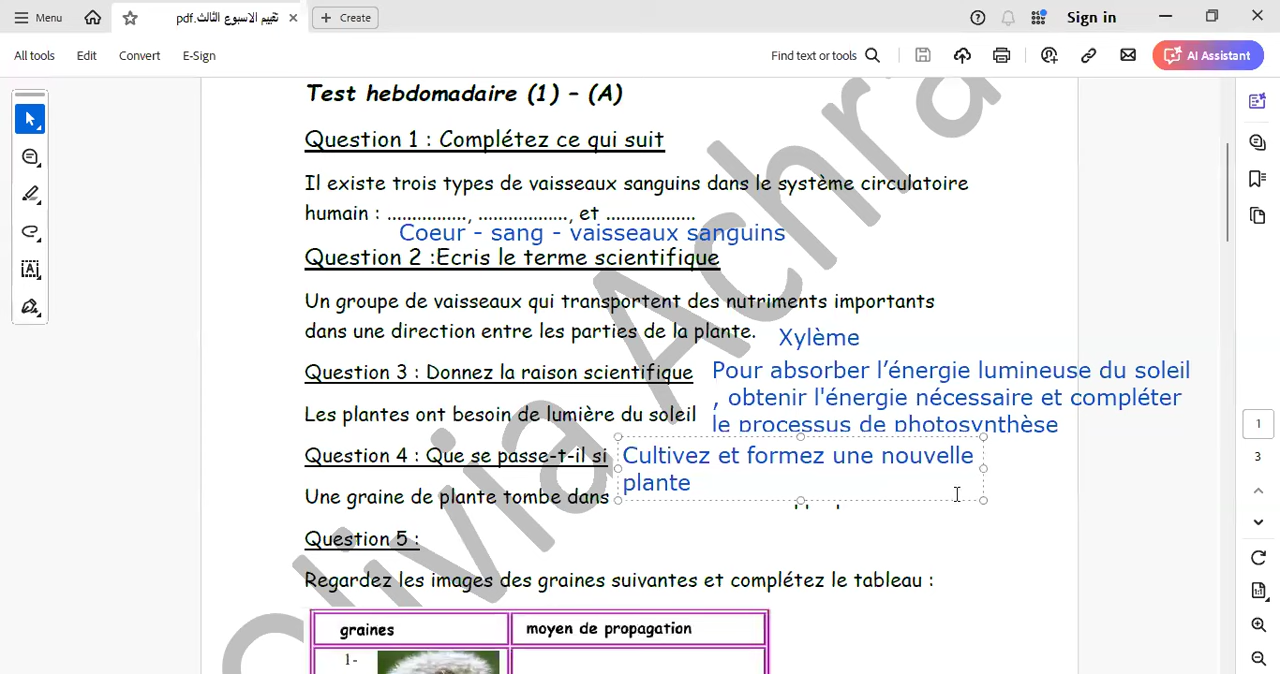 Menu
تقييم الاسبوع الثالث.pdf
Create
Sign in
All tools
Edit
Convert
E-Sign
Find text or tools
AI Assistant
Test hebdomadaire (1) – (A)
Question 1 : Complétez ce qui suit
Il existe trois types de vaisseaux sanguins dans le système circulatoire
humain : ................, ................., et .................
Coeur - sang - vaisseaux sanguins
Question 2 :Ecris le terme scientifique
Un groupe de vaisseaux qui transportent des nutriments importants
dans une direction entre les parties de la plante.
Xylème
Question 3 : Donnez la raison scientifique
Pour absorber l’énergie lumineuse du soleil
, obtenir l'énergie nécessaire et compléter
le processus de photosynthèse
Les plantes ont besoin de lumière du soleil
Question 4 : Que se passe-t-il si
Cultivez et formez une nouvelle
plante
Une graine de plante tombe dans
Question 5 :
Regardez les images des graines suivantes et complétez le tableau :
graines
moyen de propagation
1-
1
3